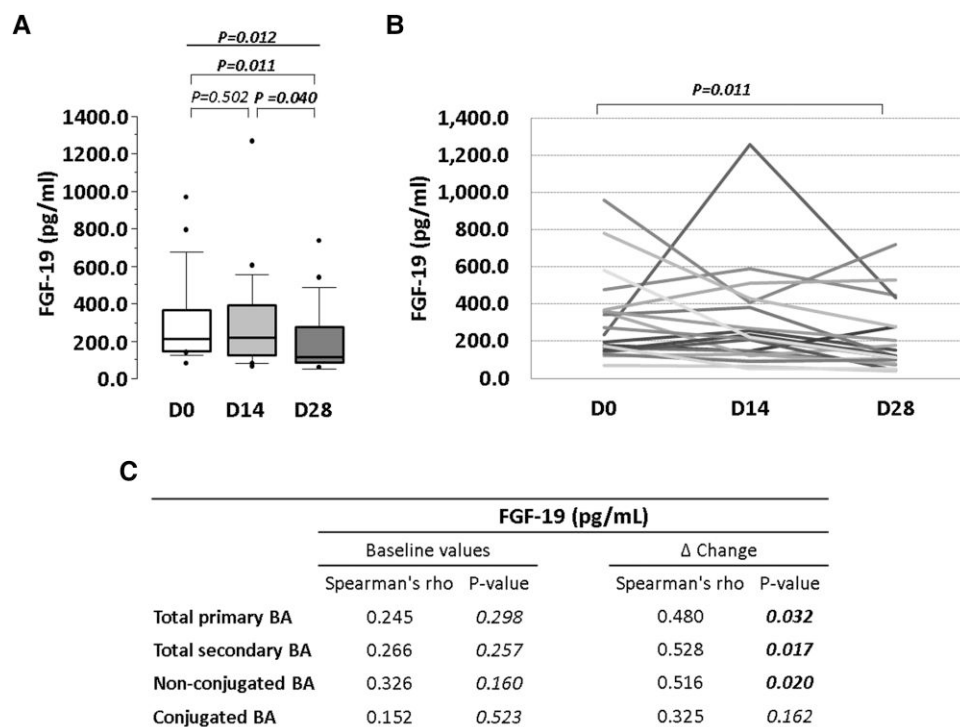 A
P=0.012
P=0.011
P=0.502 P =0.040
1400.0
1200.0
1000.0
800.0
600.0
400.0
200.0
0.0
FGF-19 (pg/ml)
D0 D14 D28
B
P=0.011
1,400.0
1,200.0
1,000.0
800.0
600.0
400.0
200.0
0.0
FGF-19 (pg/ml)
D0 D14 D28
C
FGF-19 (pg/mL)
Baseline values Δ Change
Spearman's rho P-value Spearman's rho P-value
Total primary BA 0.245 0.298 0.480 0.032
Total secondary BA 0.266 0.257 0.528 0.017
Non-conjugated BA 0.326 0.160 0.516 0.020
Conjugated BA 0.152 0.523 0.325 0.162